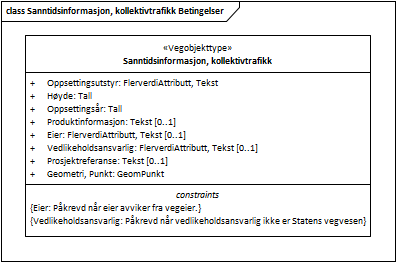 class Sanntidsinformasjon, kollektivtrafikk Betingelser
«Vegobjekttype»
Sanntidsinformasjon, kollektivtrafikk
+ Oppsettingsutstyr: FlerverdiAttributt, Tekst
+ Høyde: Tall
+ Oppsettingsår: Tall
+ Produktinformasjon: Tekst [0..1]
+ Eier: FlerverdiAttributt, Tekst [0..1]
+ Vedlikeholdsansvarlig: FlerverdiAttributt, Tekst [0..1]
+ Prosjektreferanse: Tekst [0..1]
+ Geometri, Punkt: GeomPunkt
constraints
{Eier: Påkrevd når eier avviker fra vegeier.}
{Vedlikeholdsansvarlig: Påkrevd når vedlikeholdsansvarlig ikke er Statens vegvesen}